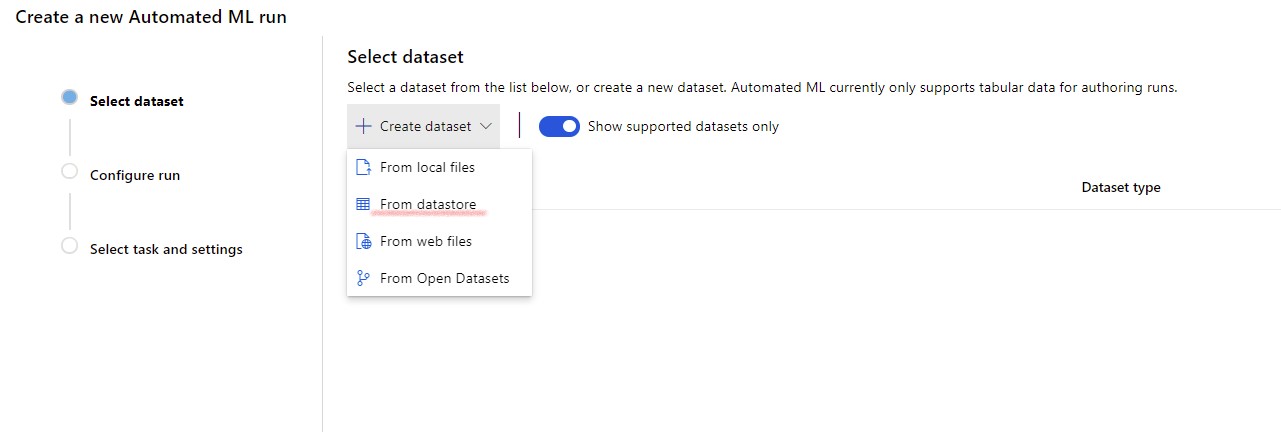 Create a new Automated ML run
Select dataset
Configure run
Select task and settings
Select dataset
Select a dataset from the list below, or create a new dataset. Automated ML currently only supports tabular data for authoring runs.
Create dataset
Show supported datasets only
From local files
From datastore
From web files
From Open Datasets
Dataset type